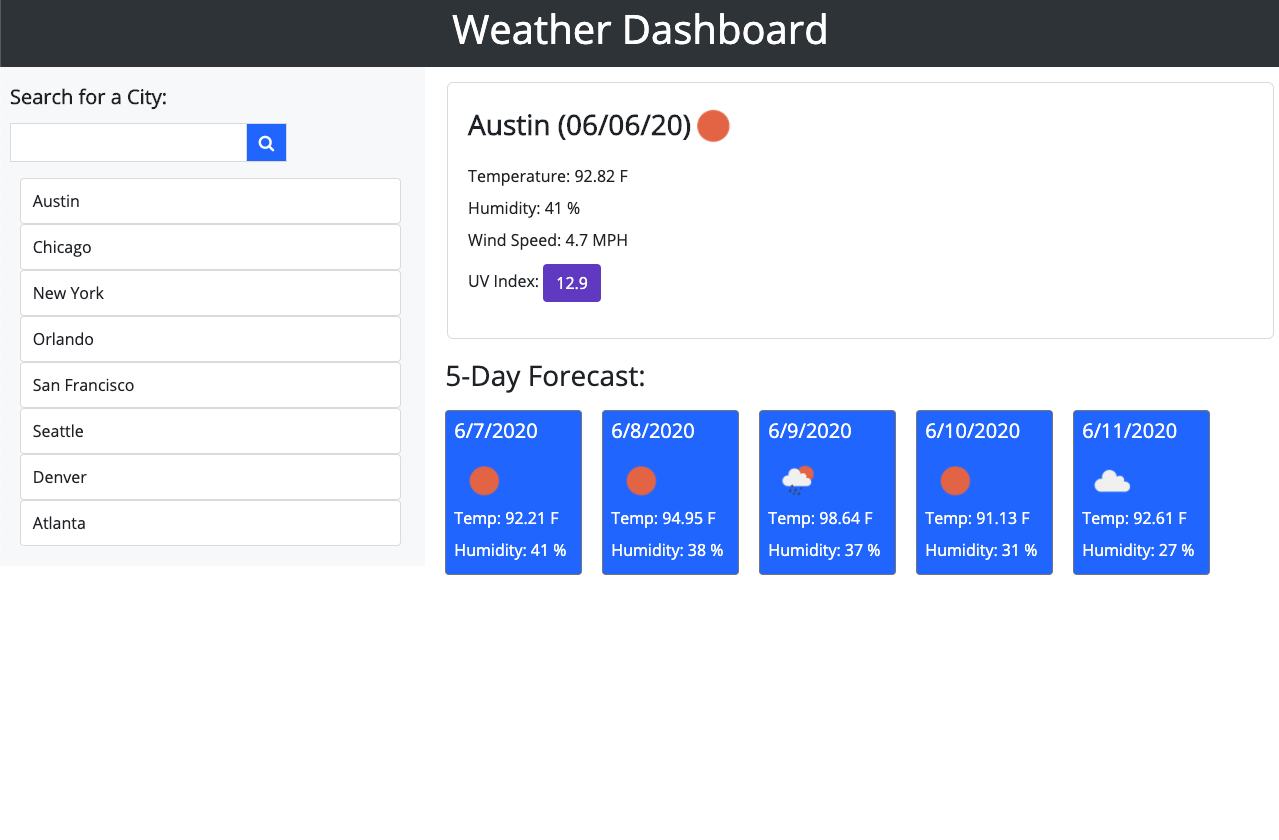 Weather Dashboard
Search for a City:
Austin
Chicago
New York
Orlando
San Francisco
Seattle
Denver
Atlanta
Austin (06/06/20)
Temperature: 92.82 F
Humidity: 41 %
Wind Speed: 4.7 MPH
UV Index: 12.9
5-Day Forecast:
6/7/2020
Temp: 92.21 F
Humidity: 41 %
6/8/2020
Temp: 94.95 F
Humidity: 38 %
6/9/2020
Temp: 98.64 F
Humidity: 37 %
6/10/2020
Temp: 91.13 F
Humidity: 31 %
6/11/2020
Temp: 92.61 F
Humidity: 27 %